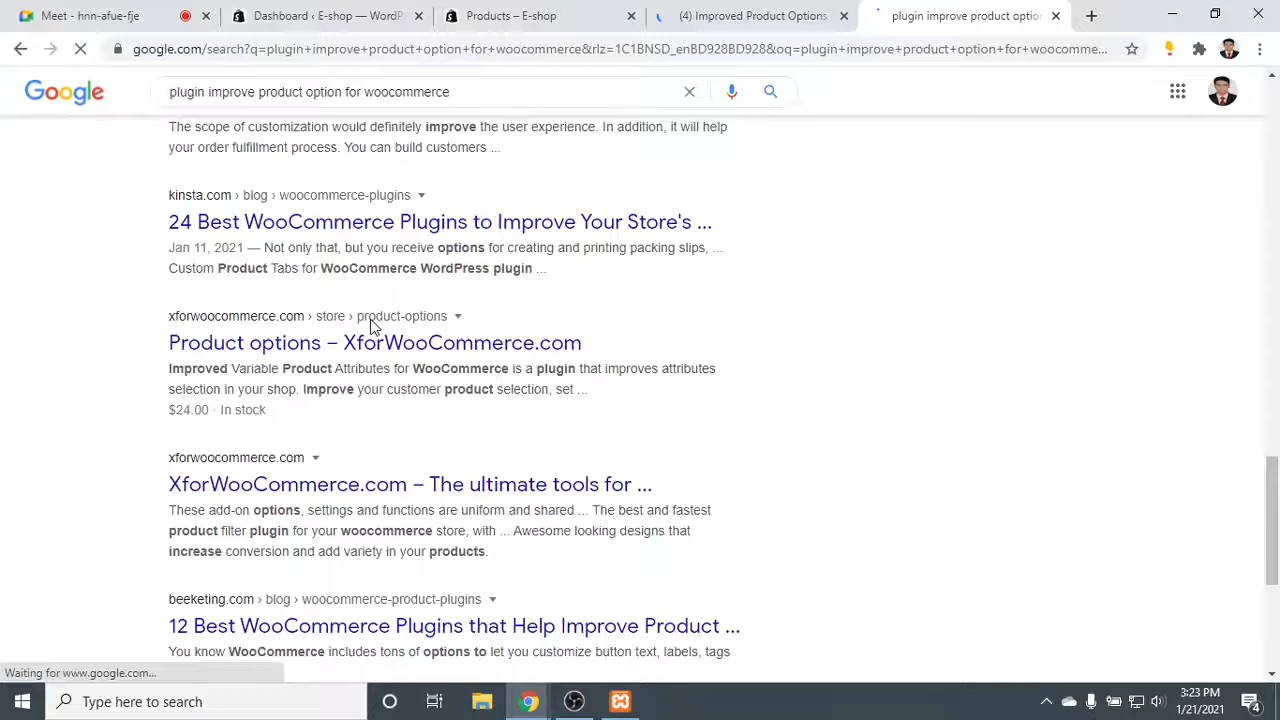 Meet - hnn-afue-fje
Dashboard ‹ E-shop — WordP
Products – E-shop
(4) Improved Product Options
plugin improve product optio
google.com/search?q=plugin+improve+product+option+for+woocommerce&rlz=1C1BNSD_enBD928BD928&oq=plugin+improve+product+option+for+woocomme...
Google
plugin improve product option for woocommerce
The scope of customization would definitely improve the user experience. In addition, it will help
your order fulfillment process. You can build customers ...
kinsta.com › blog › woocommerce-plugins
24 Best WooCommerce Plugins to Improve Your Store's ...
Jan 11, 2021 — Not only that, but you receive options for creating and printing packing slips, ...
Custom Product Tabs for WooCommerce WordPress plugin ...
xforwoocommerce.com › store › product-options
Product options – XforWooCommerce.com
Improved Variable Product Attributes for WooCommerce is a plugin that improves attributes
selection in your shop. Improve your customer product selection, set ...
$24.00 · In stock
xforwoocommerce.com
XforWooCommerce.com – The ultimate tools for ...
These add-on options, settings and functions are uniform and shared ... The best and fastest
product filter plugin for your woocommerce store, with ... Awesome looking designs that
increase conversion and add variety in your products.
beeketing.com › blog › woocommerce-product-plugins
12 Best WooCommerce Plugins that Help Improve Product ...
You know WooCommerce includes tons of options to let you customize button text, labels, tags
Waiting for www.google.com...
Type here to search
3:23 PM
1/21/2021
4